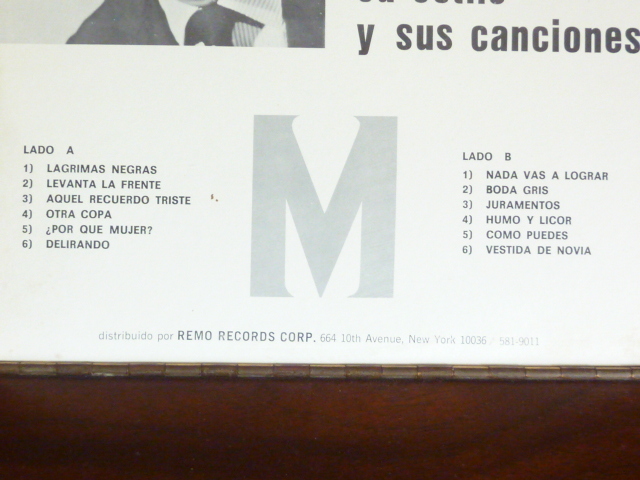 y sus canciones
LADO A
1) LAGRIMAS NEGRAS
2) LEVANTA LA FRENTE
3) AQUEL RECUERDO TRISTE
4) OTRA COPA
5) ¿POR QUE MUJER?
6) DELIRANDO
M
LADO B
1) NADA VAS A LOGRAR
2) BODA GRIS
3) JURAMENTOS
4) HUMO Y LICOR
5) COMO PUEDES
6) VESTIDA DE NOVIA
distribuido por REMO RECORDS CORP. 664 10th Avenue, New York 10036 / 581-9011